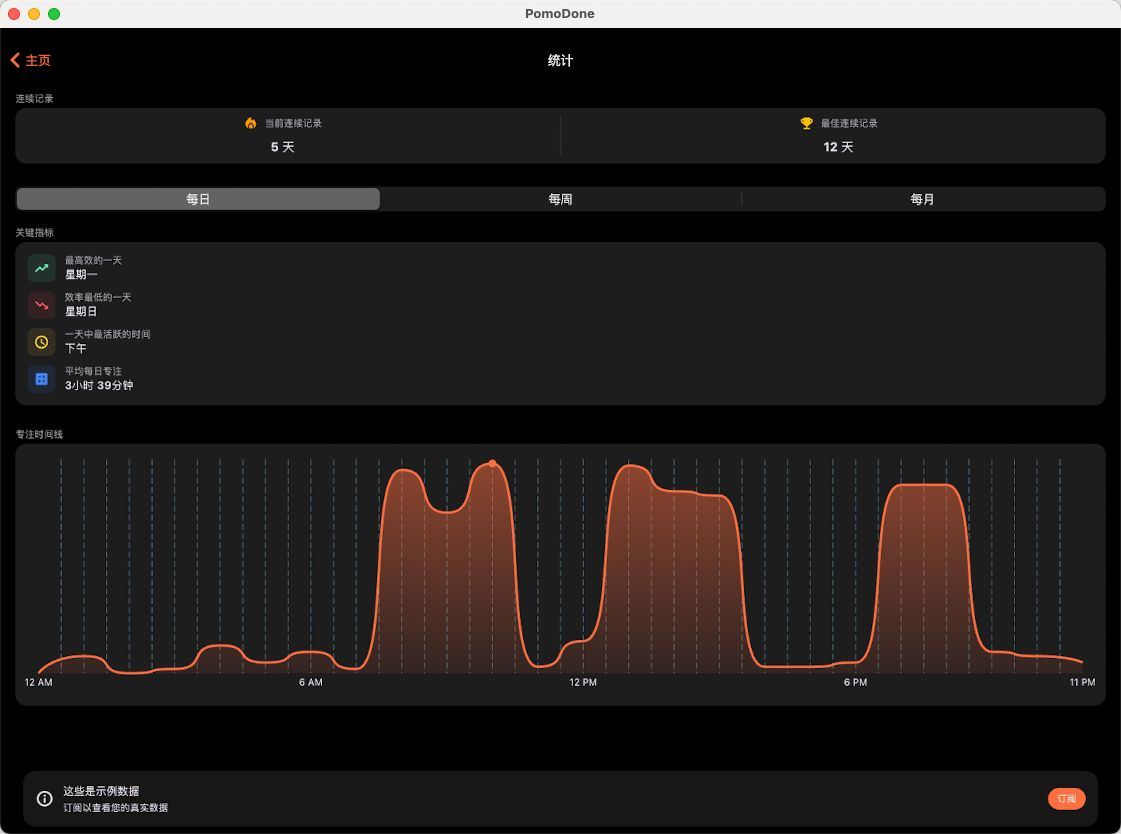 PomoDone
主页
统计
连续记录
当前连续记录
5 天
最佳连续记录
12 天
每日
每周
每月
关键指标
最高效的一天
星期一
效率最低的一天
星期日
一天中最活跃的时间
下午
平均每日专注
3小时 39分钟
专注时间线
12 AM
6 AM
12 PM
6 PM
11 PM
这些是示例数据
订阅以查看您的真实数据
订阅